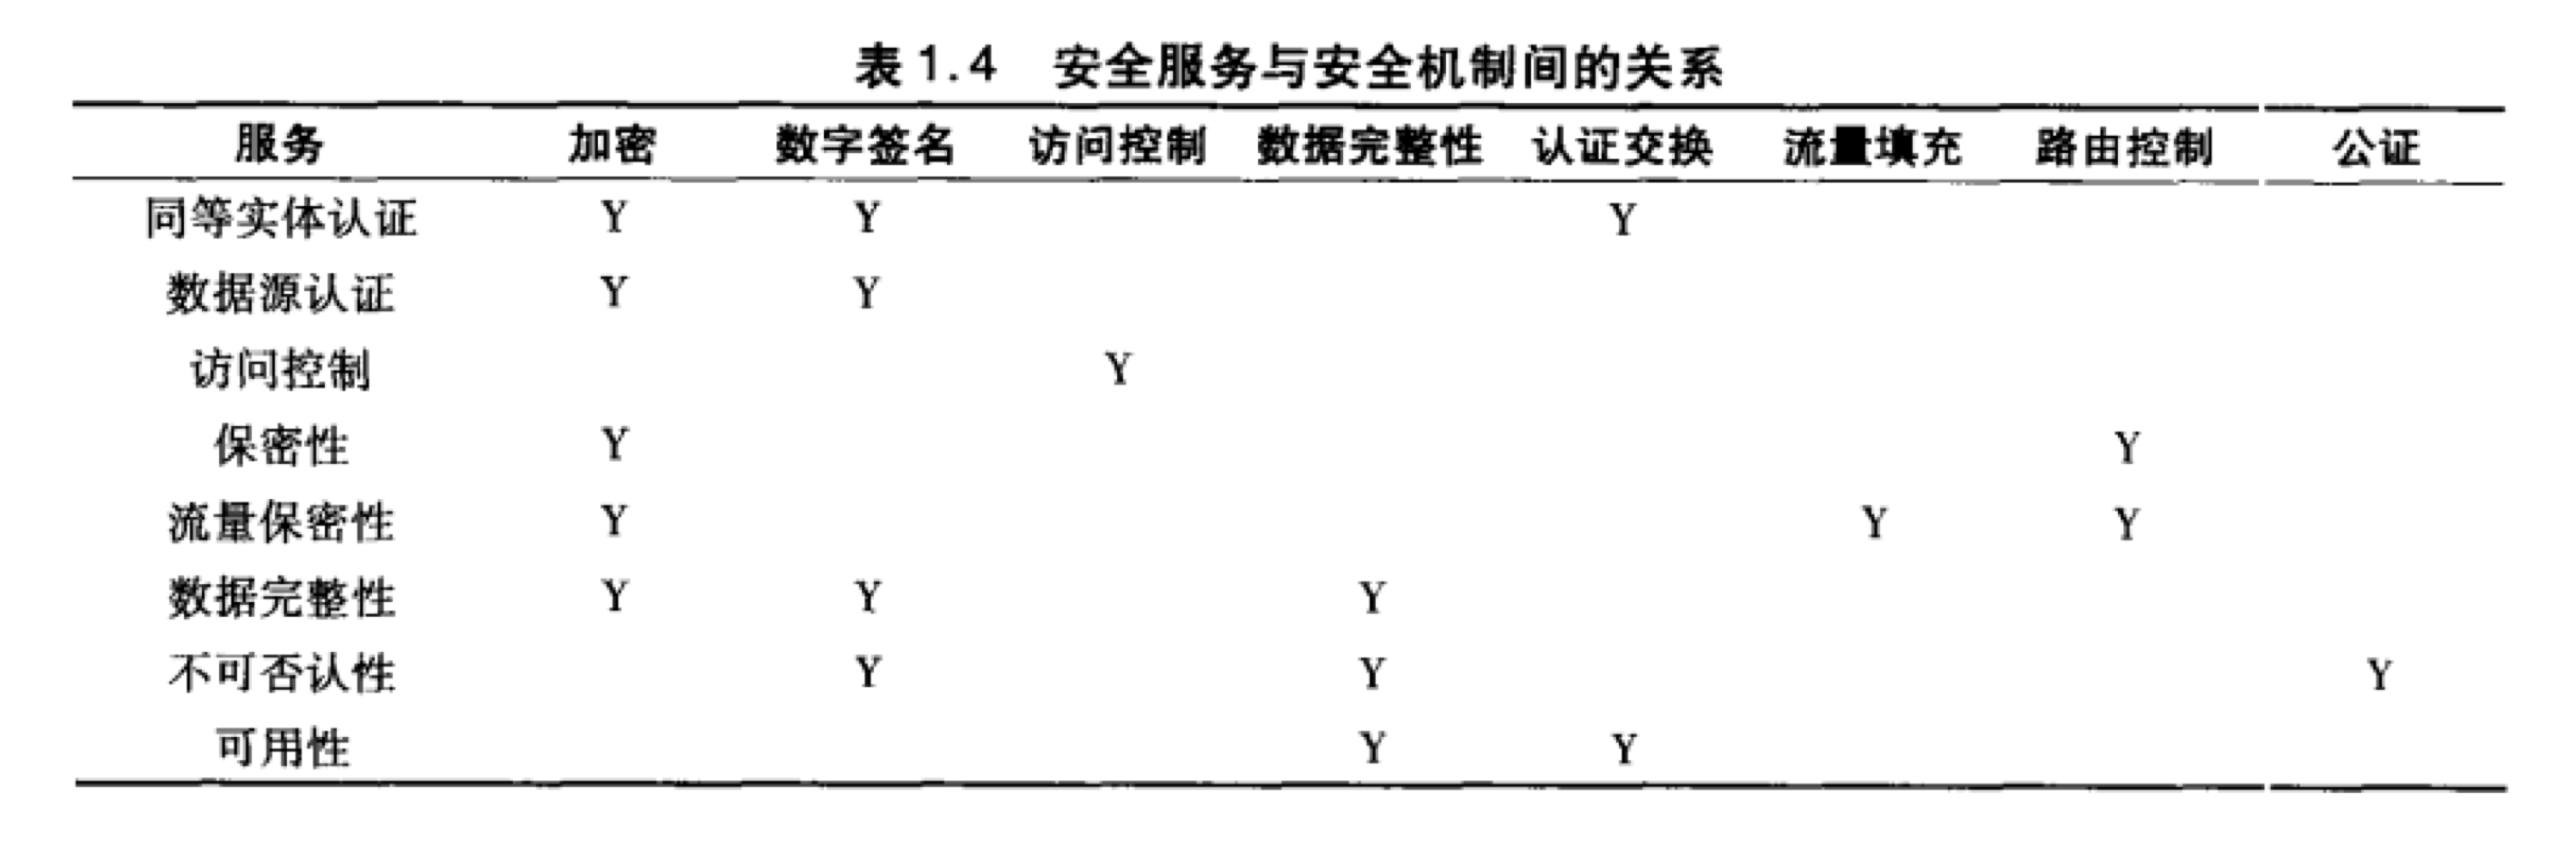 表1.4 安全服务与安全机制间的关系
服务 加密 数字签名 访问控制 数据完整性 认证交换 流量填充 路由控制 公证
同等实体认证 Y Y Y
数据源认证 Y Y
访问控制 Y
保密性 Y Y
流量保密性 Y Y Y
数据完整性 Y Y Y
不可否认性 Y Y Y
可用性 Y Y